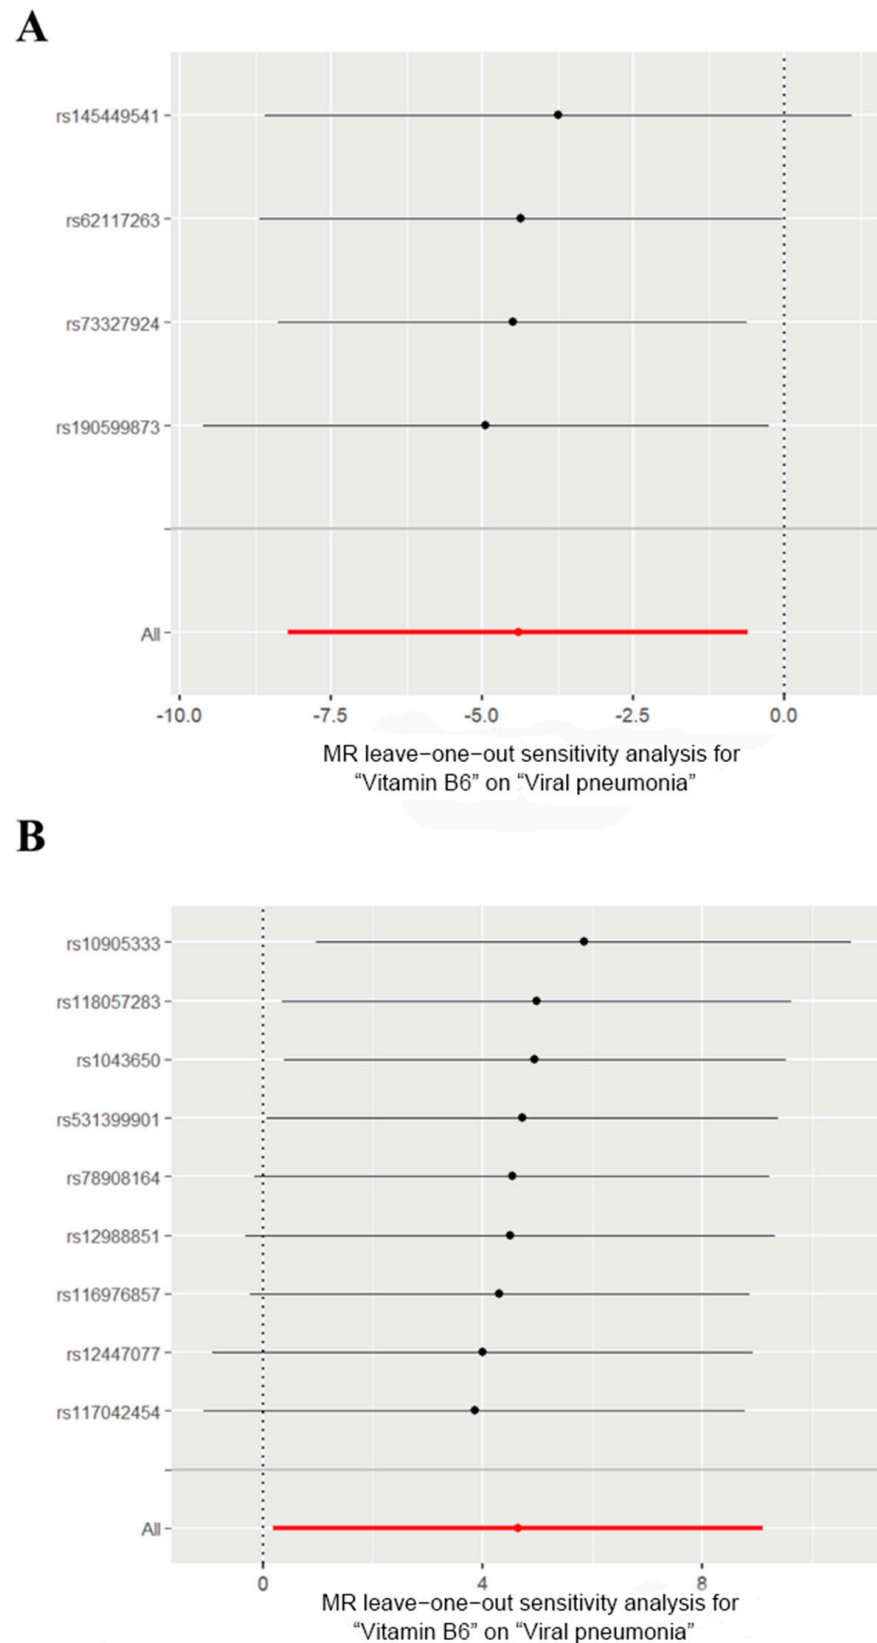 A
rs145449541
rs62117263
rs73327924
rs190599873
All
-10.0 -7.5 -5.0 -2.5 0.0
MR leave−one−out sensitivity analysis for
“Vitamin B6” on “Viral pneumonia”
B
rs10905333
rs118057283
rs1043650
rs531399901
rs78908164
rs12988851
rs116976857
rs12447077
rs117042454
All
0 4 8
MR leave−one−out sensitivity analysis for
“Vitamin B6” on “Viral pneumonia”